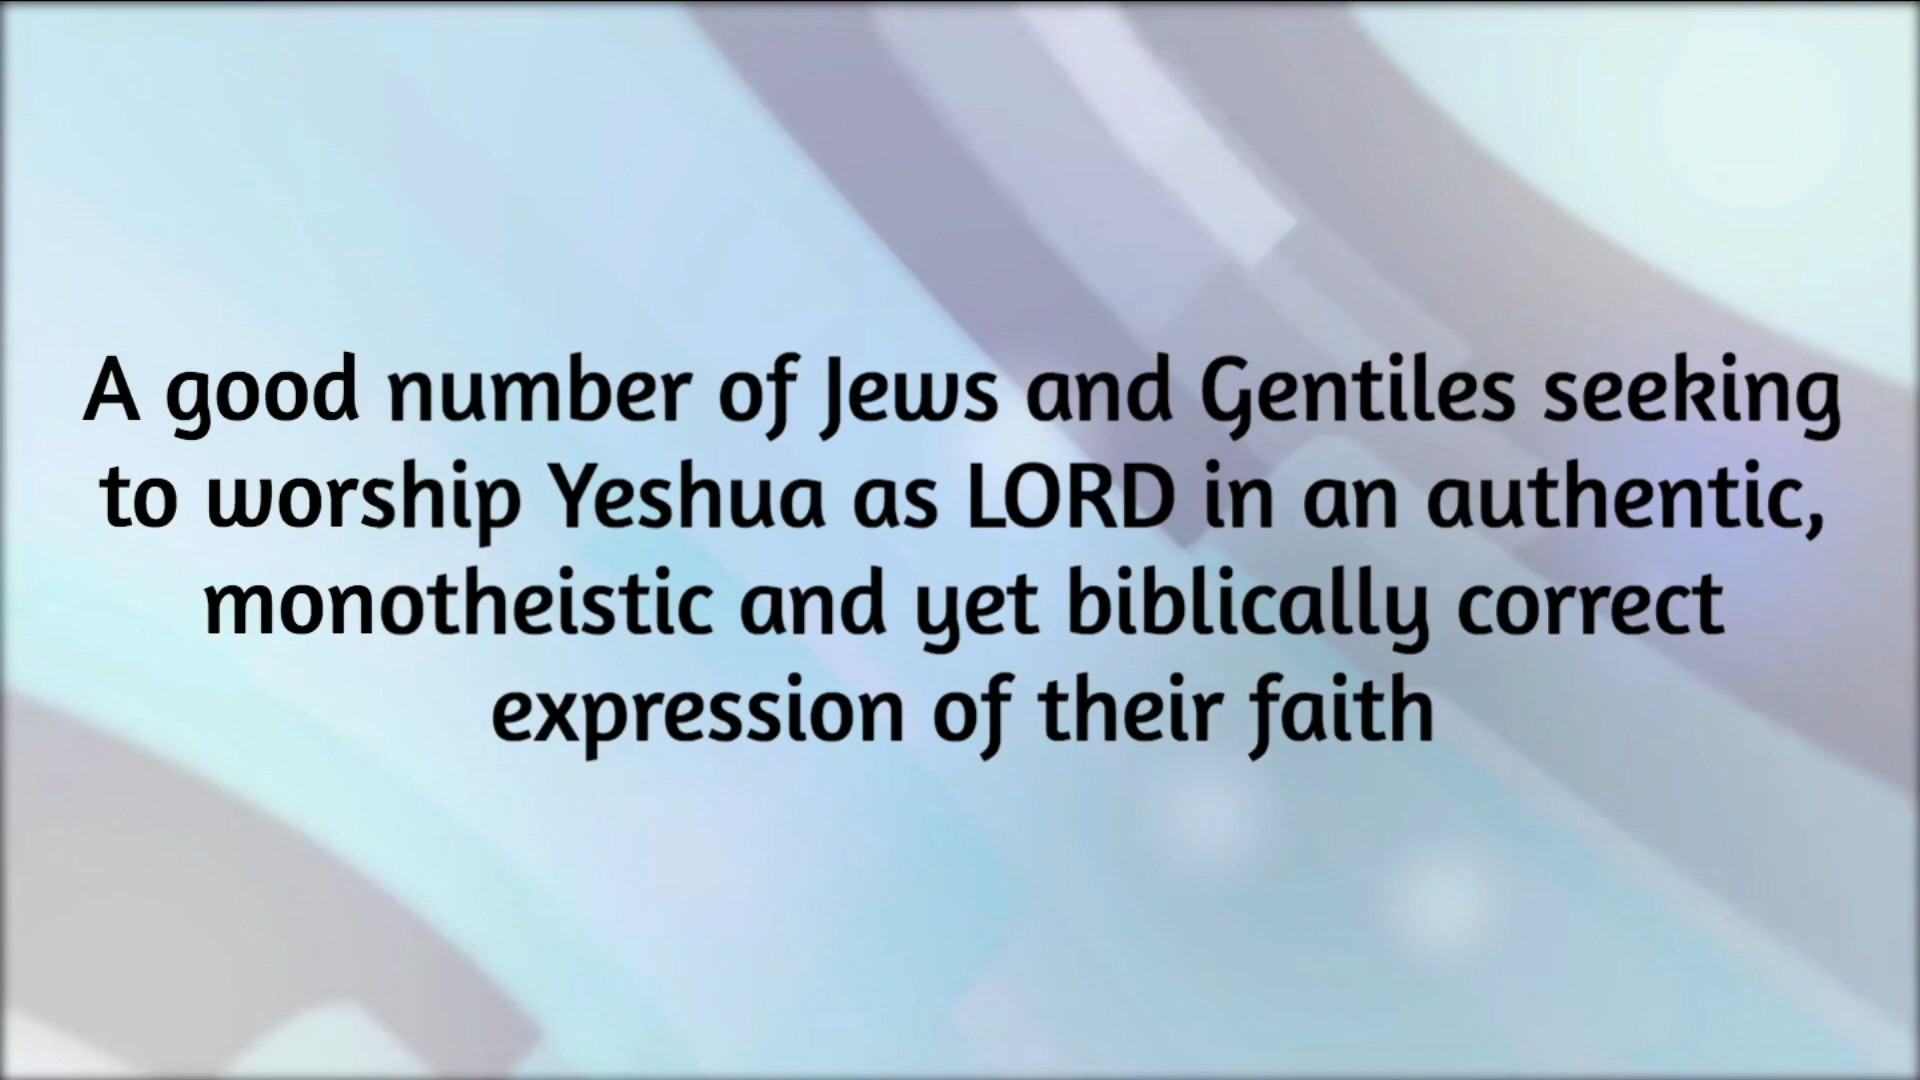 A good number of Jews and Gentiles seeking
to worship Yeshua as LORD in an authentic,
monotheistic and yet biblically correct
expression of their faith